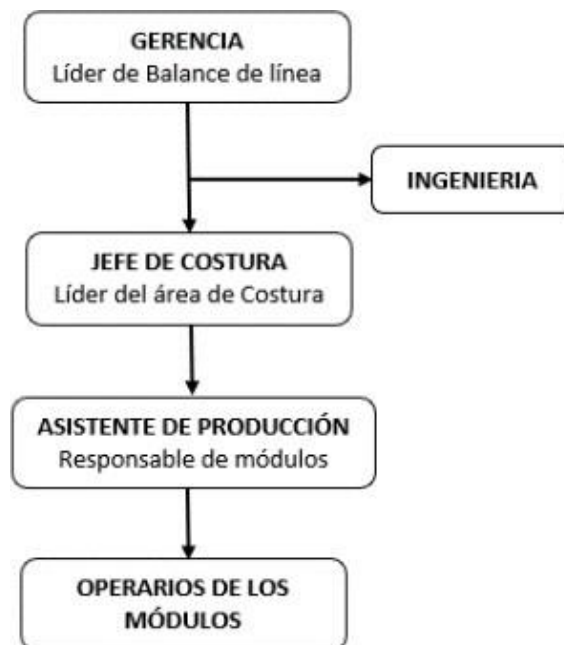 GERENCIA
Líder de Balance de línea
INGENIERIA
JEFE DE COSTURA
Líder del área de Costura
ASISTENTE DE PRODUCCIÓN
Responsable de módulos
OPERARIOS DE LOS
MÓDULOS